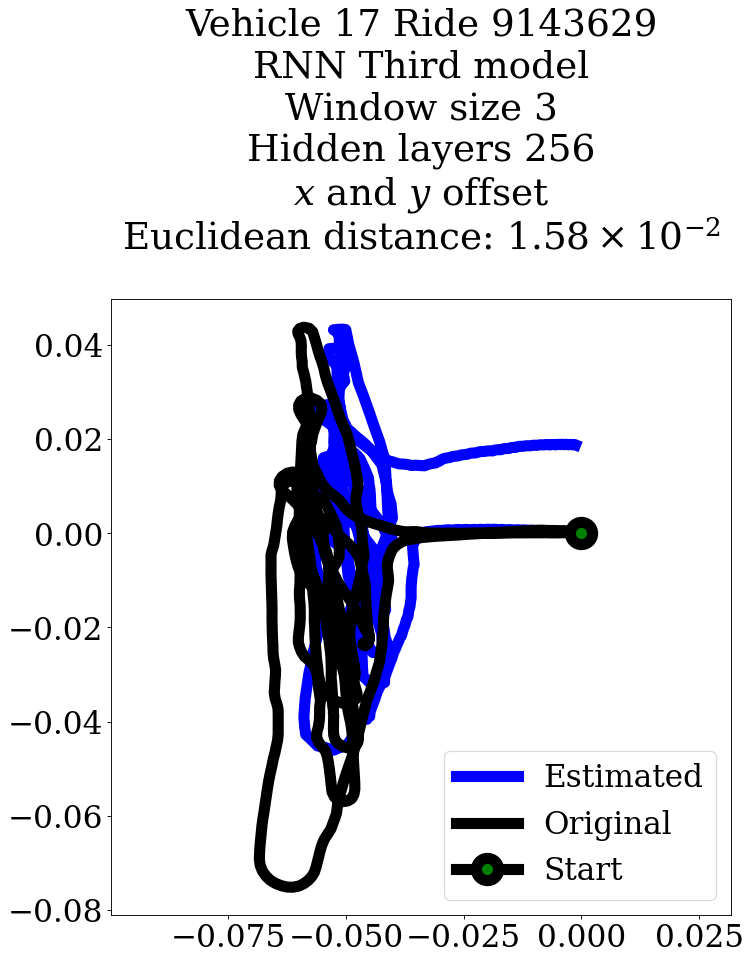 Vehicle 17 Ride 9143629
RNN Third model
Window size 3
Hidden layers 256
x and y offset
Euclidean distance: 1.58 × 10⁻²
0.04
0.02
0.00
−0.02
−0.04
−0.06
−0.08
Estimated
Original
Start
−0.075 −0.050 −0.025 0.000 0.025